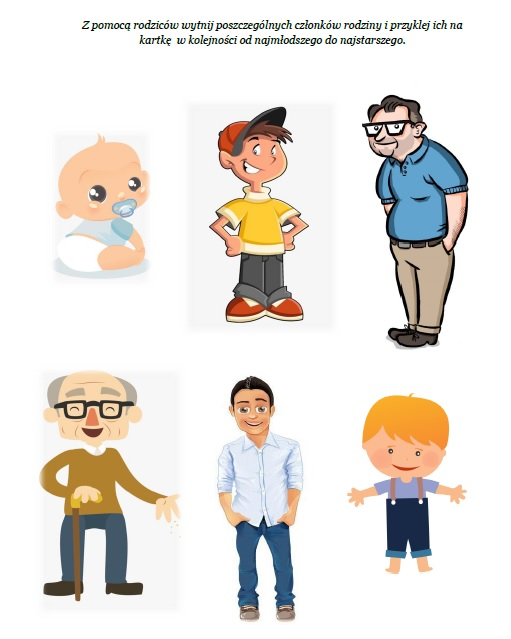 Z pomocą rodziców wytnij poszczególnych członków rodziny i przyklej ich na
kartkę w kolejności od najmłodszego do najstarszego.